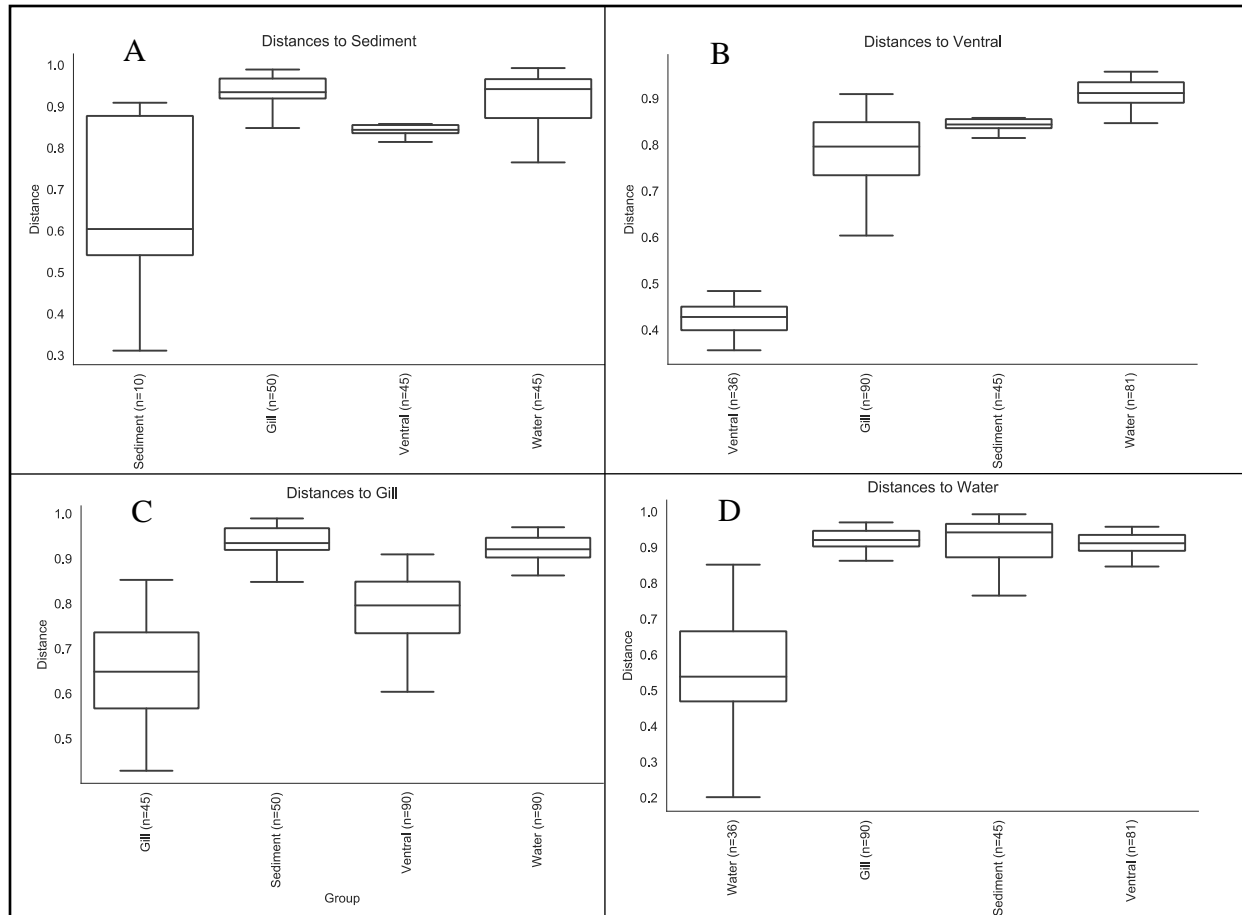 A
Distances to Sediment
Distance
1.0
0.9
0.8
0.7
0.6
0.5
0.4
0.3
Sediment (n=10)
Gill (n=50)
Ventral (n=45)
Water (n=45)
B
Distances to Ventral
Distance
0.9
0.8
0.7
0.6
0.5
0.4
Ventral (n=36)
Gill (n=90)
Sediment (n=45)
Water (n=81)
C
Distances to Gill
Distance
1.0
0.9
0.8
0.7
0.6
0.5
Gill (n=45)
Sediment (n=50)
Ventral (n=90)
Water (n=90)
Group
D
Distances to Water
Distance
1.0
0.9
0.8
0.7
0.6
0.5
0.4
0.3
0.2
Water (n=36)
Gill (n=90)
Sediment (n=45)
Ventral (n=81)